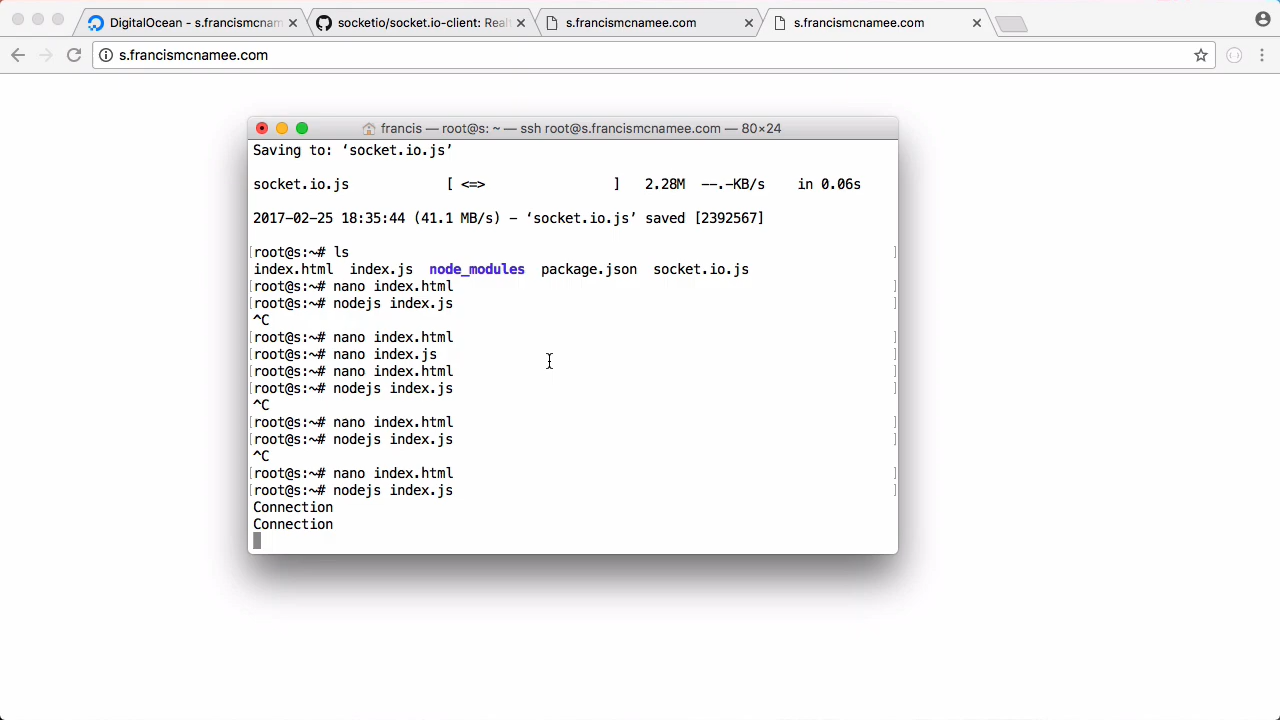 DigitalOcean - s.francismcnam
socketio/socket.io-client: Real
s.francismcnamee.com
s.francismcnamee.com
s.francismcnamee.com
francis — root@s: ~ — ssh root@s.francismcnamee.com — 80×24
Saving to: ‘socket.io.js’
socket.io.js [ <=> ] 2.28M --.-KB/s in 0.06s
2017-02-25 18:35:44 (41.1 MB/s) - ‘socket.io.js’ saved [2392567]
[root@s:~# ls ]
index.html index.js node_modules package.json socket.io.js
[root@s:~# nano index.html ]
[root@s:~# nodejs index.js ]
^C
[root@s:~# nano index.html ]
[root@s:~# nano index.js ]
[root@s:~# nano index.html ]
[root@s:~# nodejs index.js ]
^C
[root@s:~# nano index.html ]
[root@s:~# nodejs index.js ]
^C
[root@s:~# nano index.html ]
[root@s:~# nodejs index.js ]
Connection
Connection